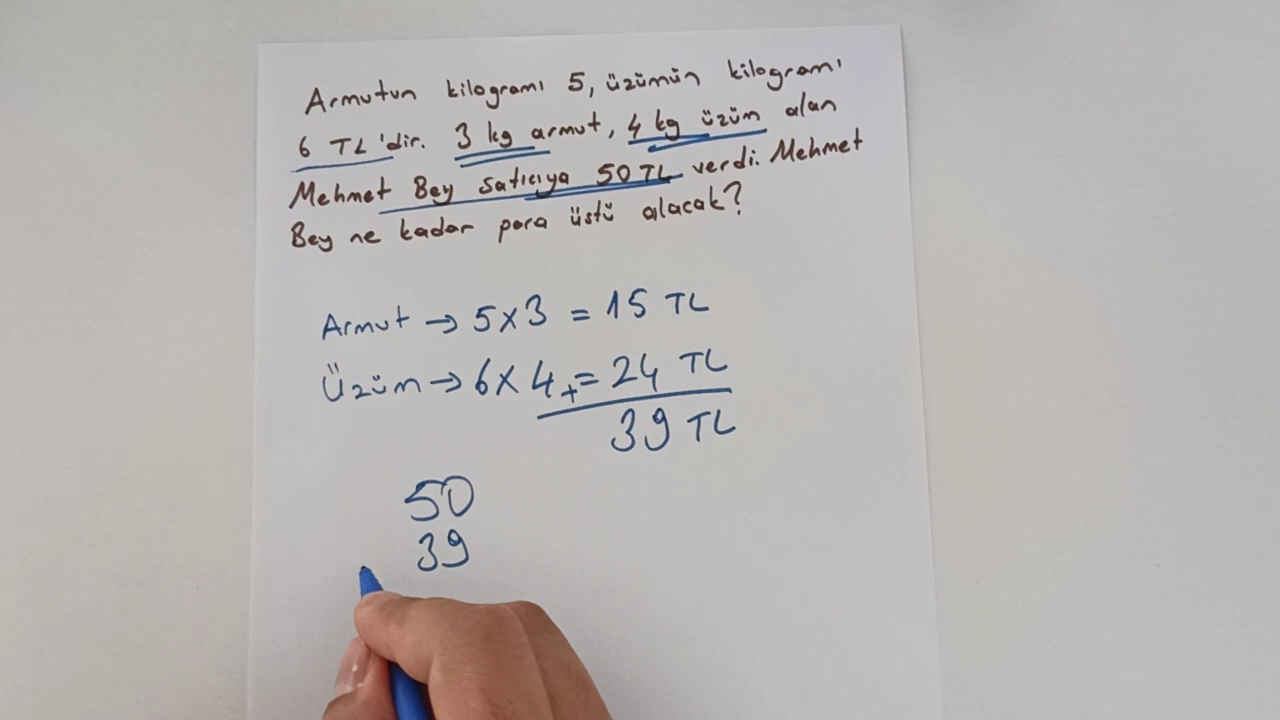 Armutun kilogramı 5, üzümün kilogramı
6 TL'dir. 3 kg armut, 4 kg üzüm alan
Mehmet Bey satıcıya 50 TL verdi. Mehmet
Bey ne kadar para üstü alacak?
Armut → 5x3 = 15 TL
Üzüm → 6x4 = 24 TL
+
39 TL
50
39